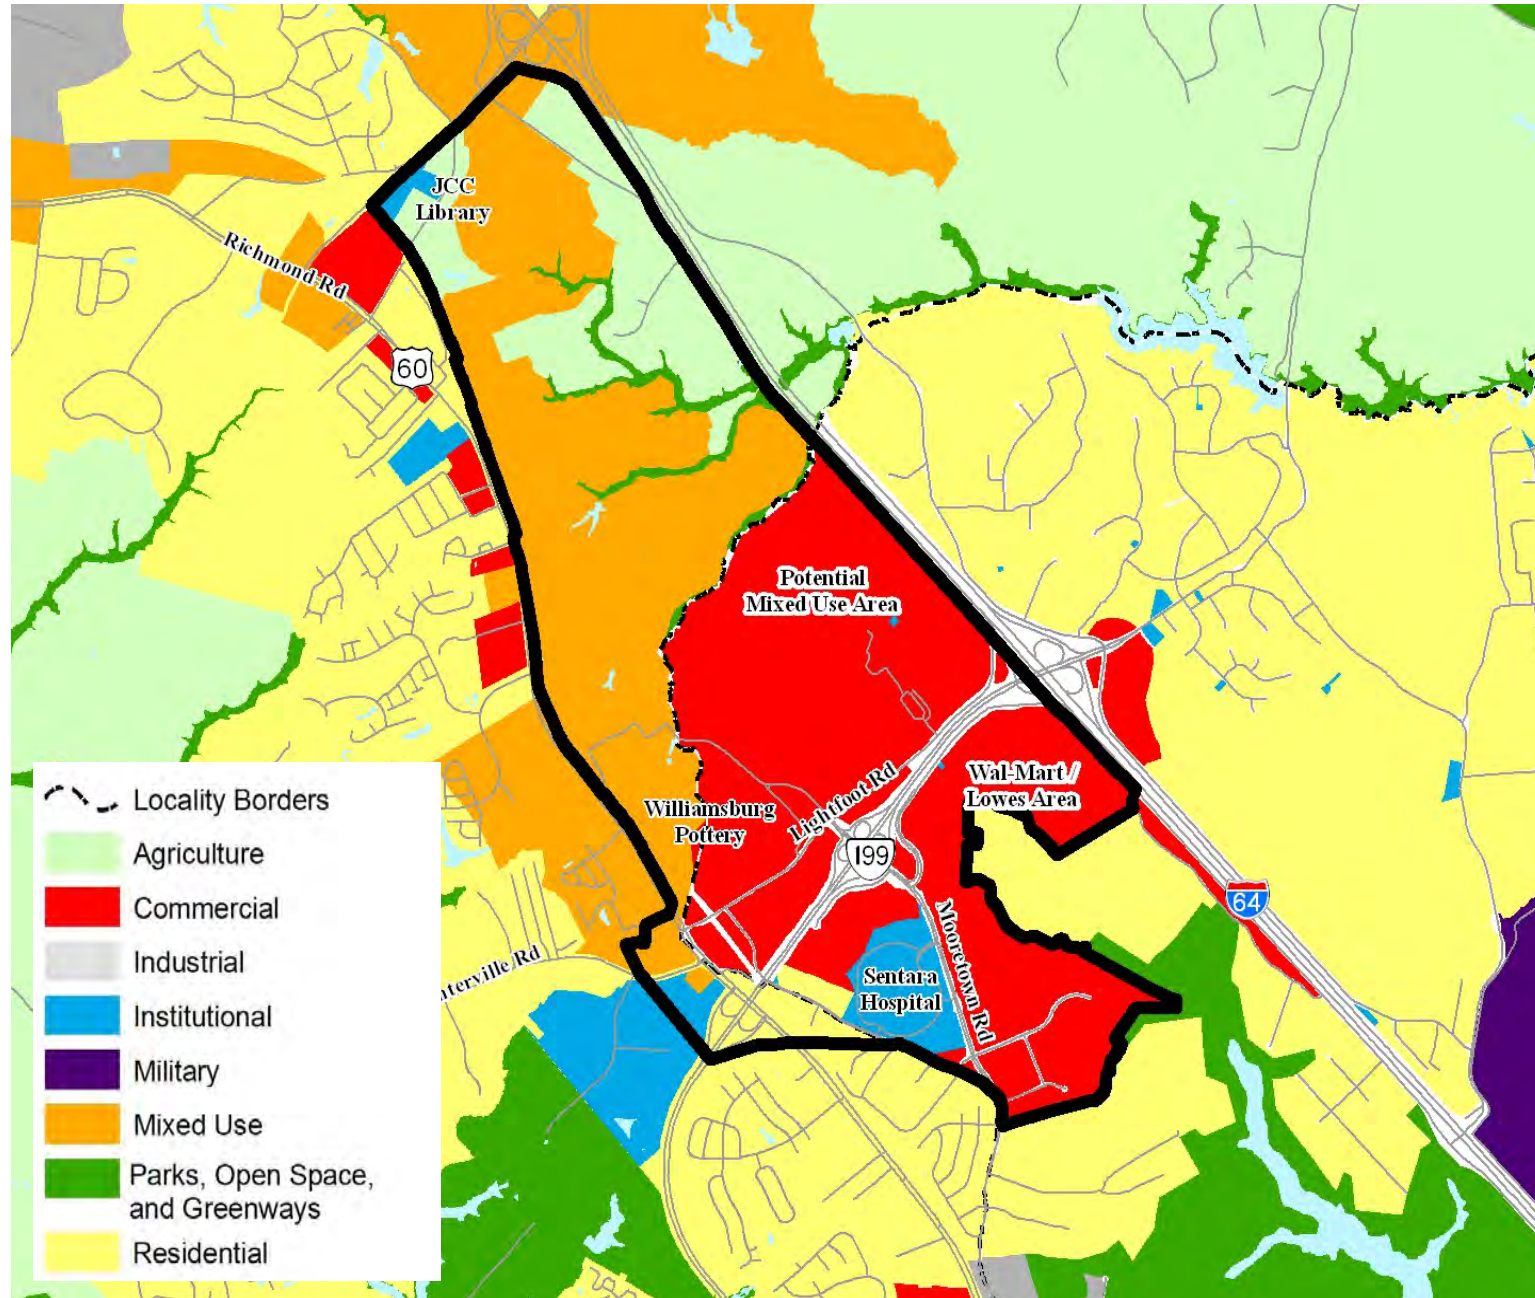 JCC
Library
Richmond Rd
60
Potential
Mixed Use Area
Wal-Mart /
Lowes Area
Lightfoot Rd
Williamsburg
Pottery
199
64
Mooretown Rd
Sentara
Hospital
nterville Rd
Locality Borders
Agriculture
Commercial
Industrial
Institutional
Military
Mixed Use
Parks, Open Space,
and Greenways
Residential